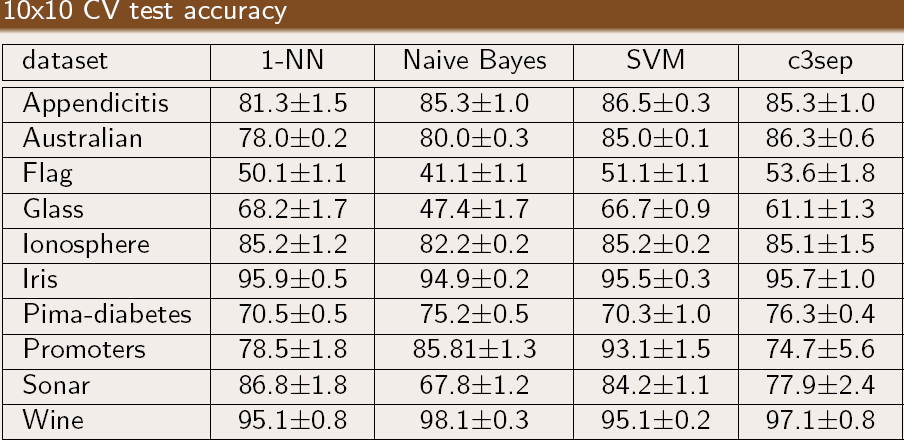 10x10 CV test accuracy
dataset 1-NN Naive Bayes SVM c3sep
Appendicitis 81.3±1.5 85.3±1.0 86.5±0.3 85.3±1.0
Australian 78.0±0.2 80.0±0.3 85.0±0.1 86.3±0.6
Flag 50.1±1.1 41.1±1.1 51.1±1.1 53.6±1.8
Glass 68.2±1.7 47.4±1.7 66.7±0.9 61.1±1.3
Ionosphere 85.2±1.2 82.2±0.2 85.2±0.2 85.1±1.5
Iris 95.9±0.5 94.9±0.2 95.5±0.3 95.7±1.0
Pima-diabetes 70.5±0.5 75.2±0.5 70.3±1.0 76.3±0.4
Promoters 78.5±1.8 85.81±1.3 93.1±1.5 74.7±5.6
Sonar 86.8±1.8 67.8±1.2 84.2±1.1 77.9±2.4
Wine 95.1±0.8 98.1±0.3 95.1±0.2 97.1±0.8